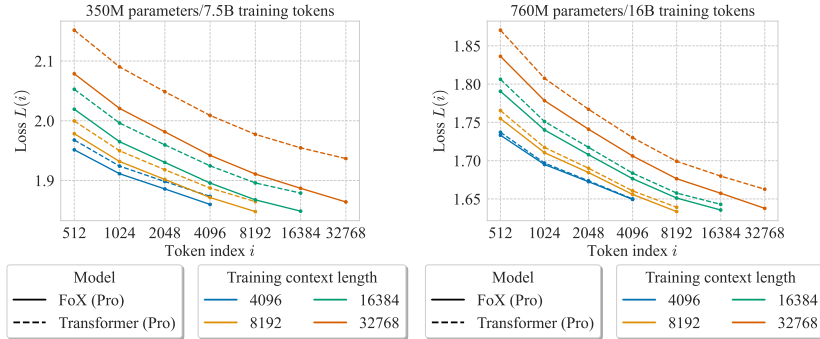 350M parameters/7.5B training tokens
2.1
2.0
1.9
Loss L(i)
512 1024 2048 4096 8192 16384 32768
Token index i
Model
FoX (Pro)
Transformer (Pro)
Training context length
4096 16384
8192 32768
760M parameters/16B training tokens
1.85
1.80
1.75
1.70
1.65
Loss L(i)
512 1024 2048 4096 8192 16384 32768
Token index i
Model
FoX (Pro)
Transformer (Pro)
Training context length
4096 16384
8192 32768